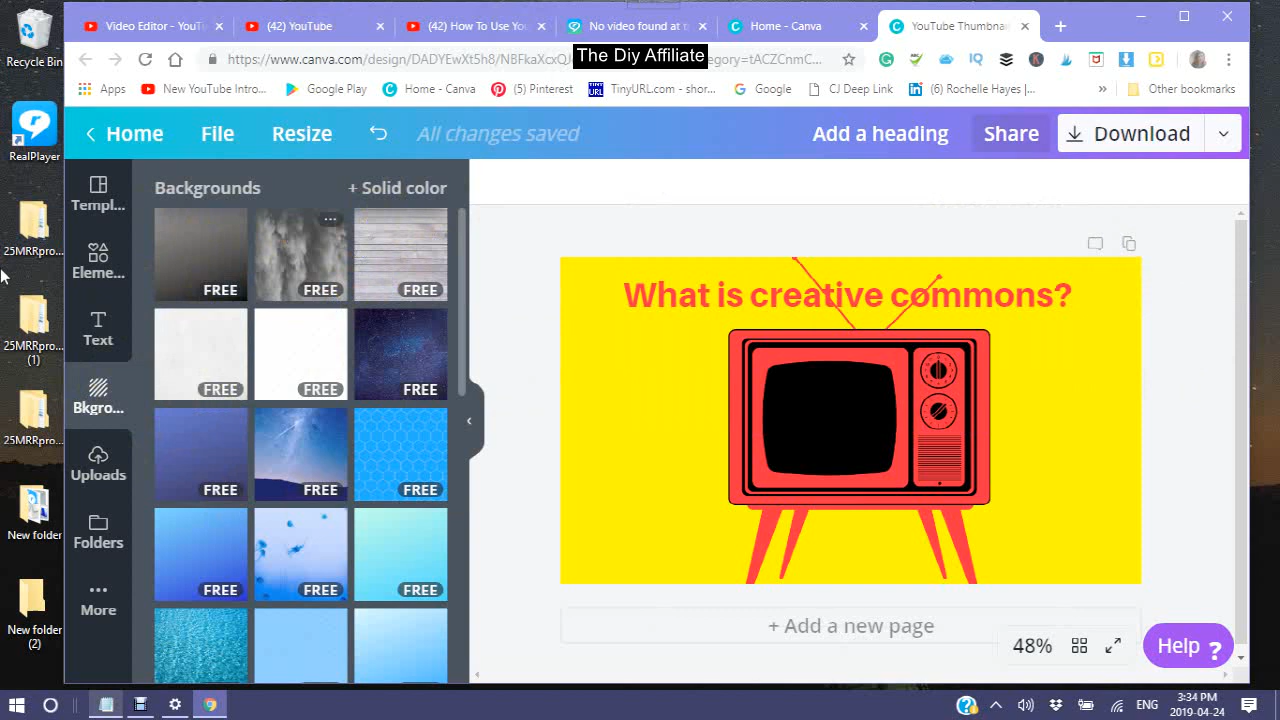 Video Editor - YouTu
(42) YouTube
(42) How To Use You
No video found at t
Home - Canva
YouTube Thumbnai
https://www.canva.com/design/
The Diy Affiliate
Apps
New YouTube Intro...
Google Play
Home - Canva
(5) Pinterest
TinyURL.com - shor...
Google
CJ Deep Link
(6) Rochelle Hayes |...
»
Other bookmarks
Home
File
Resize
All changes saved
Add a heading
Share
Download
Recycle Bin
RealPlayer
25MRRpro...
25MRRpro...
(1)
25MRRpro...
New folder
New folder
(2)
Templ...
Eleme...
Text
Bkgro...
Uploads
Folders
More
Backgrounds
+ Solid color
FREE
FREE
FREE
FREE
FREE
FREE
FREE
FREE
FREE
FREE
FREE
FREE
What is creative commons?
+ Add a new page
48%
Help ?
ENG
3:34 PM
2019-04-24